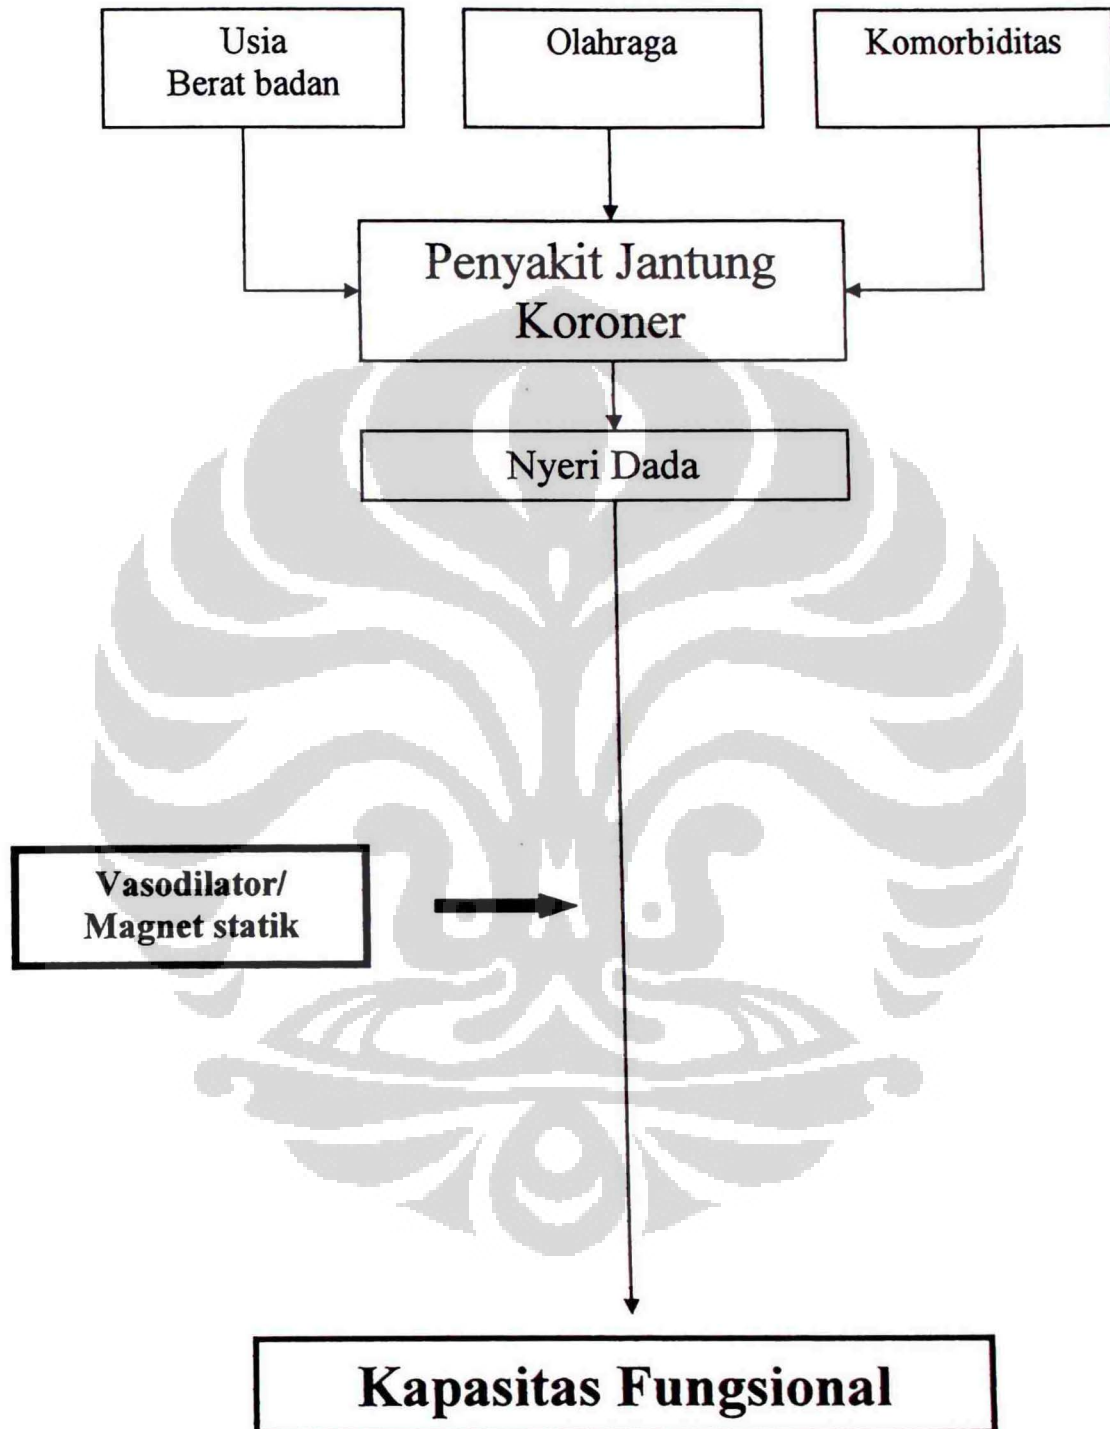 Usia
Berat badan
Olahraga
Komorbiditas
Penyakit Jantung
Koroner
Nyeri Dada
Vasodilator/
Magnet statik
Kapasitas Fungsional